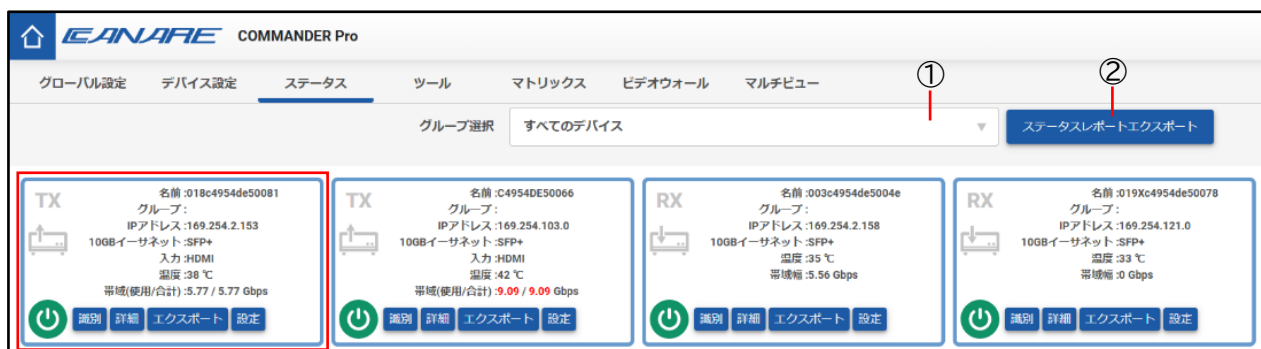 CANARE COMMANDER Pro
グローバル設定 デバイス設定 ステータス ツール マトリックス ビデオウォール マルチビュー ① ②
グループ選択 すべてのデバイス ステータスレポートエクスポート
TX
名前 :018c4954de50081
グループ :
IPアドレス :169.254.2.153
10GBイーサネット :SFP+
入力 :HDMI
温度 :38 ℃
帯域(使用/合計) :5.77 / 5.77 Gbps
識別 詳細 エクスポート 設定
TX
名前 :C4954DE50066
グループ :
IPアドレス :169.254.103.0
10GBイーサネット :SFP+
入力 :HDMI
温度 :42 ℃
帯域(使用/合計) :9.09 / 9.09 Gbps
識別 詳細 エクスポート 設定
RX
名前 :003c4954de5004e
グループ :
IPアドレス :169.254.2.158
10GBイーサネット :SFP+
温度 :35 ℃
帯域幅 :5.56 Gbps
識別 詳細 エクスポート 設定
RX
名前 :019Xc4954de50078
グループ :
IPアドレス :169.254.121.0
10GBイーサネット :SFP+
温度 :33 ℃
帯域幅 :0 Gbps
識別 詳細 エクスポート 設定